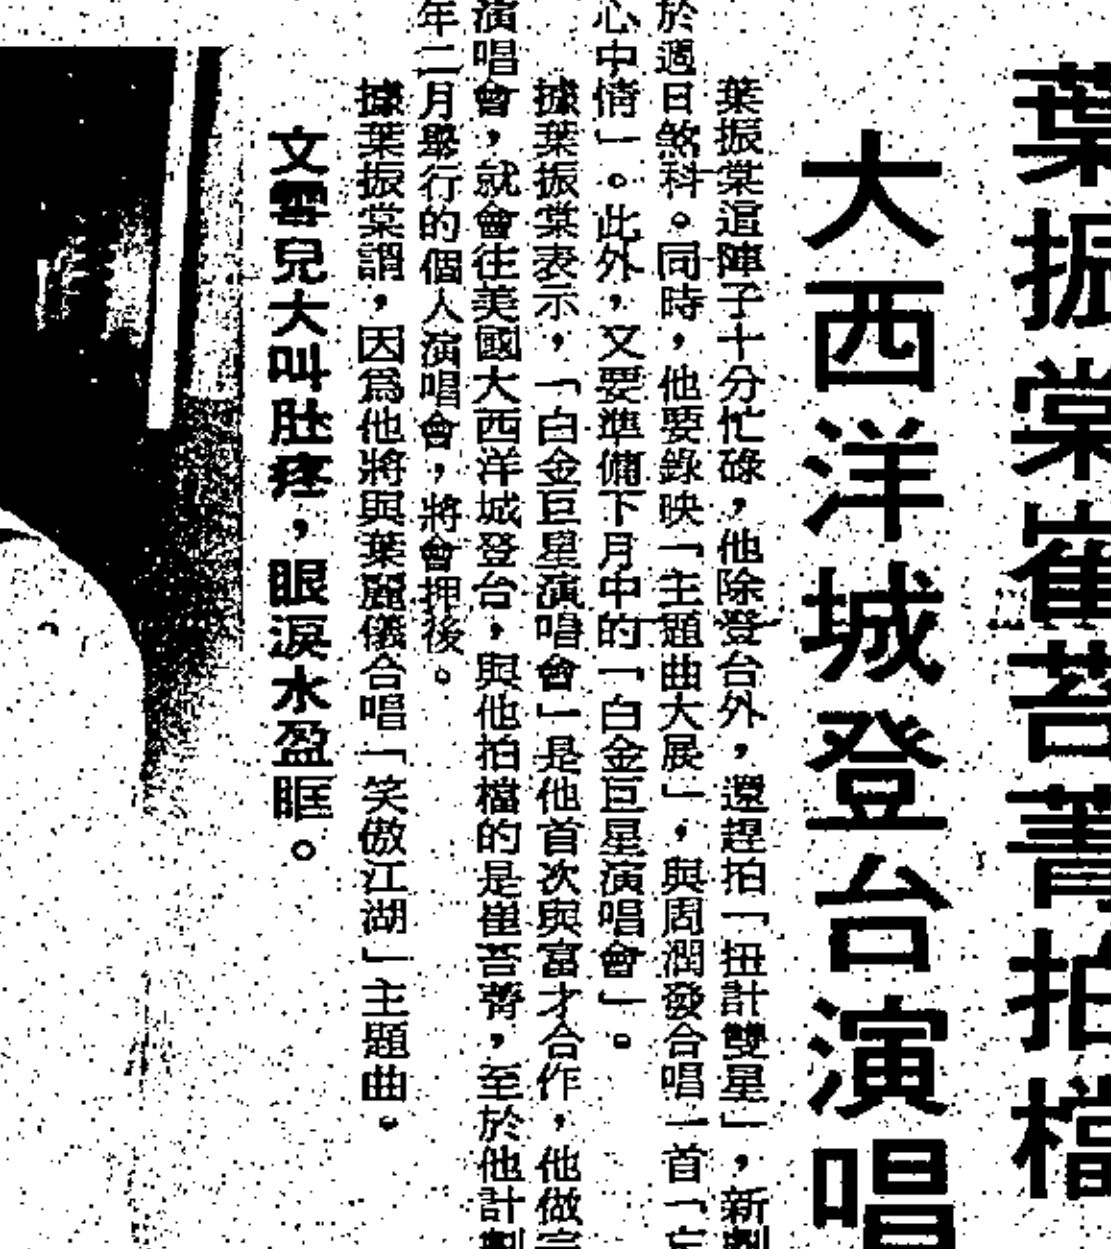 葉振棠崔苔菁拍檔
大西洋城登台演唱
葉振棠這陣子十分忙碌，他除登台外，還趕拍「扭計雙星」，新劇
於週日煞科。同時，他要錄映「主題曲大展」，與周潤發合唱一首「忘
心中情」。此外，又要準備下月中的「白金巨星演唱會」。
據葉振棠表示，「白金巨星演唱會」是他首次與富才合作，他做完
演唱會，就會往美國大西洋城登台，與他拍檔的是崔苔菁，至於他計劃
年二月舉行的個人演唱會，將會押後。
據葉振棠謂，因爲他將與葉麗儀合唱「笑傲江湖」主題曲。
文雪兒大叫肚疼，眼淚水盈眶。